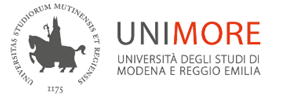 UNIVERSITAS STUDIORUM MUTINENSIS ET REGIENSIS
1175
UNIMORE
UNIVERSITÀ DEGLI STUDI DI
MODENA E REGGIO EMILIA